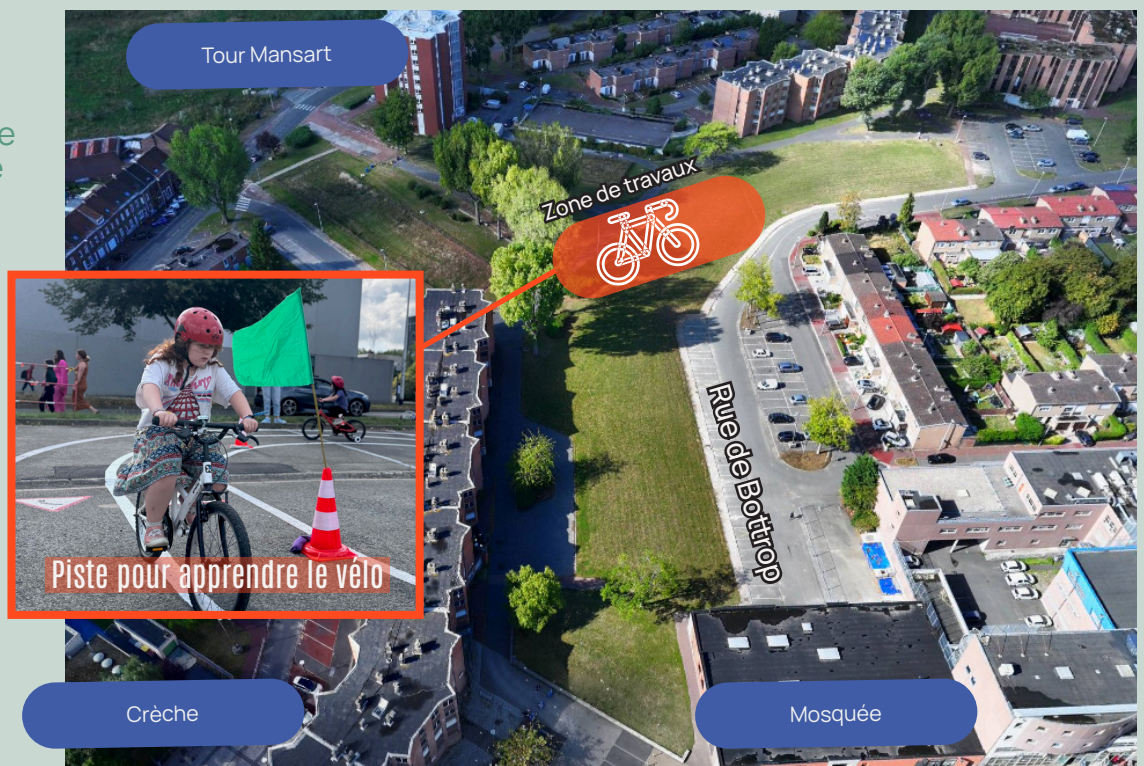 Tour Mansart
e
e
Zone de travaux
Rue de Bottrop
Piste pour apprendre le vélo
Crèche
Mosquée